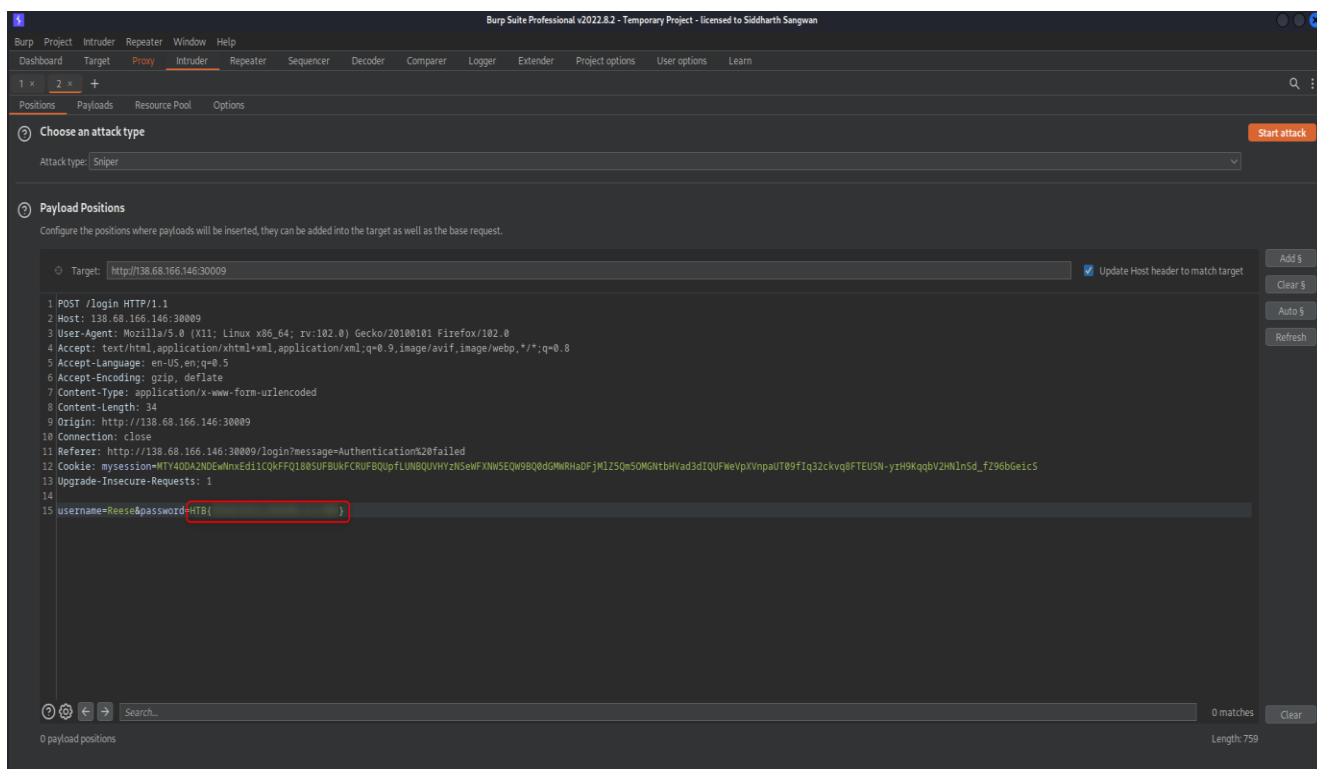 Burp Suite Professional v2022.8.2 - Temporary Project - licensed to Siddharth Sangwan
Burp Project Intruder Repeater Window Help
Dashboard Target Proxy Intruder Repeater Sequencer Decoder Comparer Logger Extender Project options User options Learn
1 × 2 × +
Positions Payloads Resource Pool Options
Choose an attack type
Start attack
Attack type: Sniper
Payload Positions
Configure the positions where payloads will be inserted, they can be added into the target as well as the base request.
Add §
Target: http://138.68.166.146:30009
Update Host header to match target
Clear §
1 POST /login HTTP/1.1
2 Host: 138.68.166.146:30009
Auto §
3 User-Agent: Mozilla/5.0 (X11; Linux x86_64; rv:102.0) Gecko/20100101 Firefox/102.0
4 Accept: text/html,application/xhtml+xml,application/xml;q=0.9,image/avif,image/webp,*/*;q=0.8
Refresh
5 Accept-Language: en-US,en;q=0.5
6 Accept-Encoding: gzip, deflate
7 Content-Type: application/x-www-form-urlencoded
8 Content-Length: 34
9 Origin: http://138.68.166.146:30009
10 Connection: close
11 Referer: http://138.68.166.146:30009/login?message=Authentication%20failed
12 Cookie: mysession=
13 Upgrade-Insecure-Requests: 1
14
15 username=Reese&password=HTB{ }
Search...
0 matches
Clear
0 payload positions
Length: 759